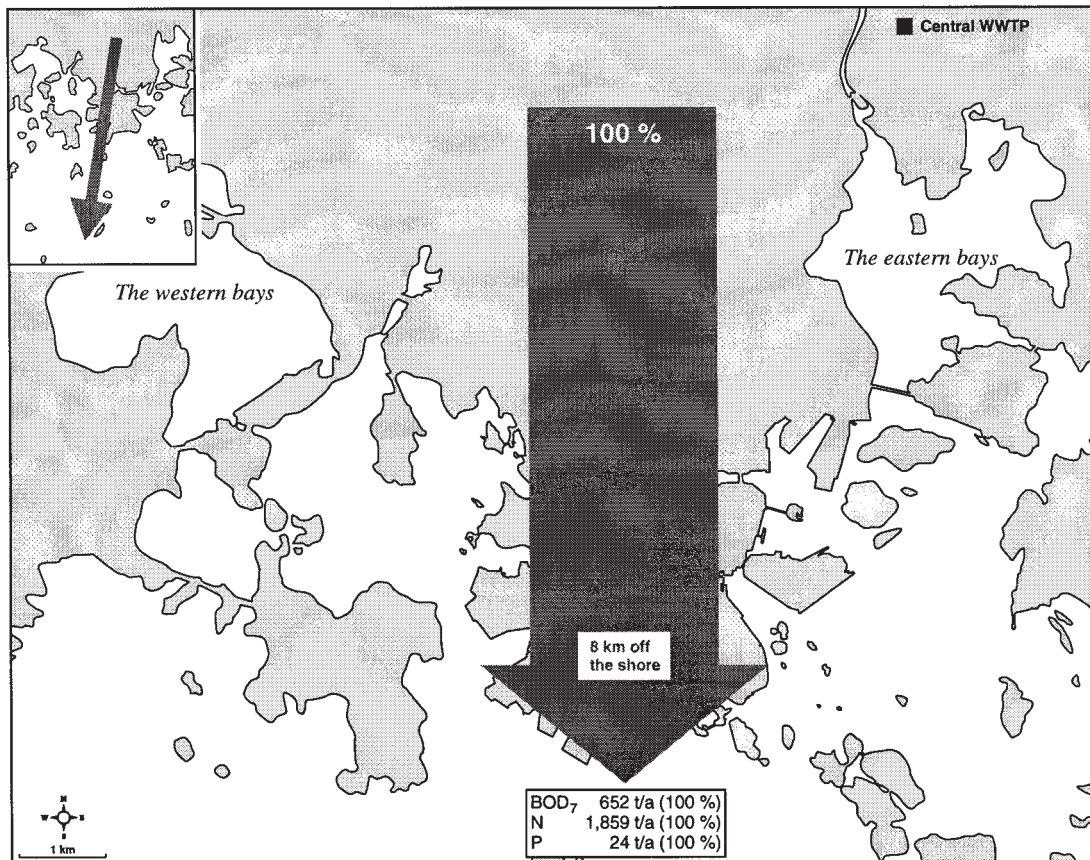 Central WWTP
100 %
The eastern bays
The western bays
8 km off
the shore
BOD7 652 t/a (100 %)
N 1,859 t/a (100 %)
P 24 t/a (100 %)
N
W E
S
1 km